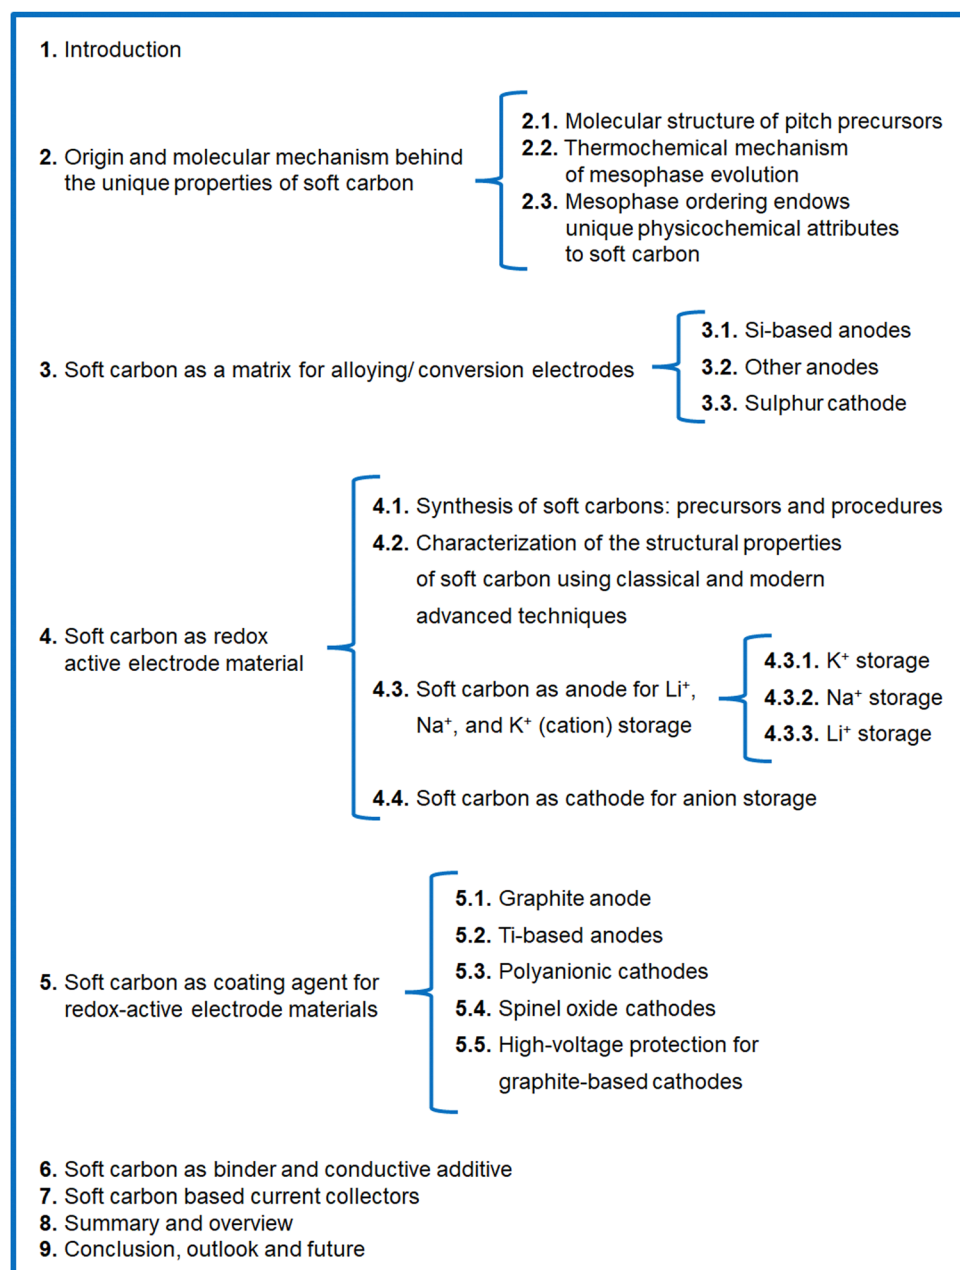 1. Introduction
2. Origin and molecular mechanism behind
the unique properties of soft carbon
2.1. Molecular structure of pitch precursors
2.2. Thermochemical mechanism
of mesophase evolution
2.3. Mesophase ordering endows
unique physicochemical attributes
to soft carbon
3. Soft carbon as a matrix for alloying/ conversion electrodes
3.1. Si-based anodes
3.2. Other anodes
3.3. Sulphur cathode
4. Soft carbon as redox
active electrode material
4.1. Synthesis of soft carbons: precursors and procedures
4.2. Characterization of the structural properties
of soft carbon using classical and modern
advanced techniques
4.3. Soft carbon as anode for Li⁺,
Na⁺, and K⁺ (cation) storage
4.3.1. K⁺ storage
4.3.2. Na⁺ storage
4.3.3. Li⁺ storage
4.4. Soft carbon as cathode for anion storage
5. Soft carbon as coating agent for
redox-active electrode materials
5.1. Graphite anode
5.2. Ti-based anodes
5.3. Polyanionic cathodes
5.4. Spinel oxide cathodes
5.5. High-voltage protection for
graphite-based cathodes
6. Soft carbon as binder and conductive additive
7. Soft carbon based current collectors
8. Summary and overview
9. Conclusion, outlook and future